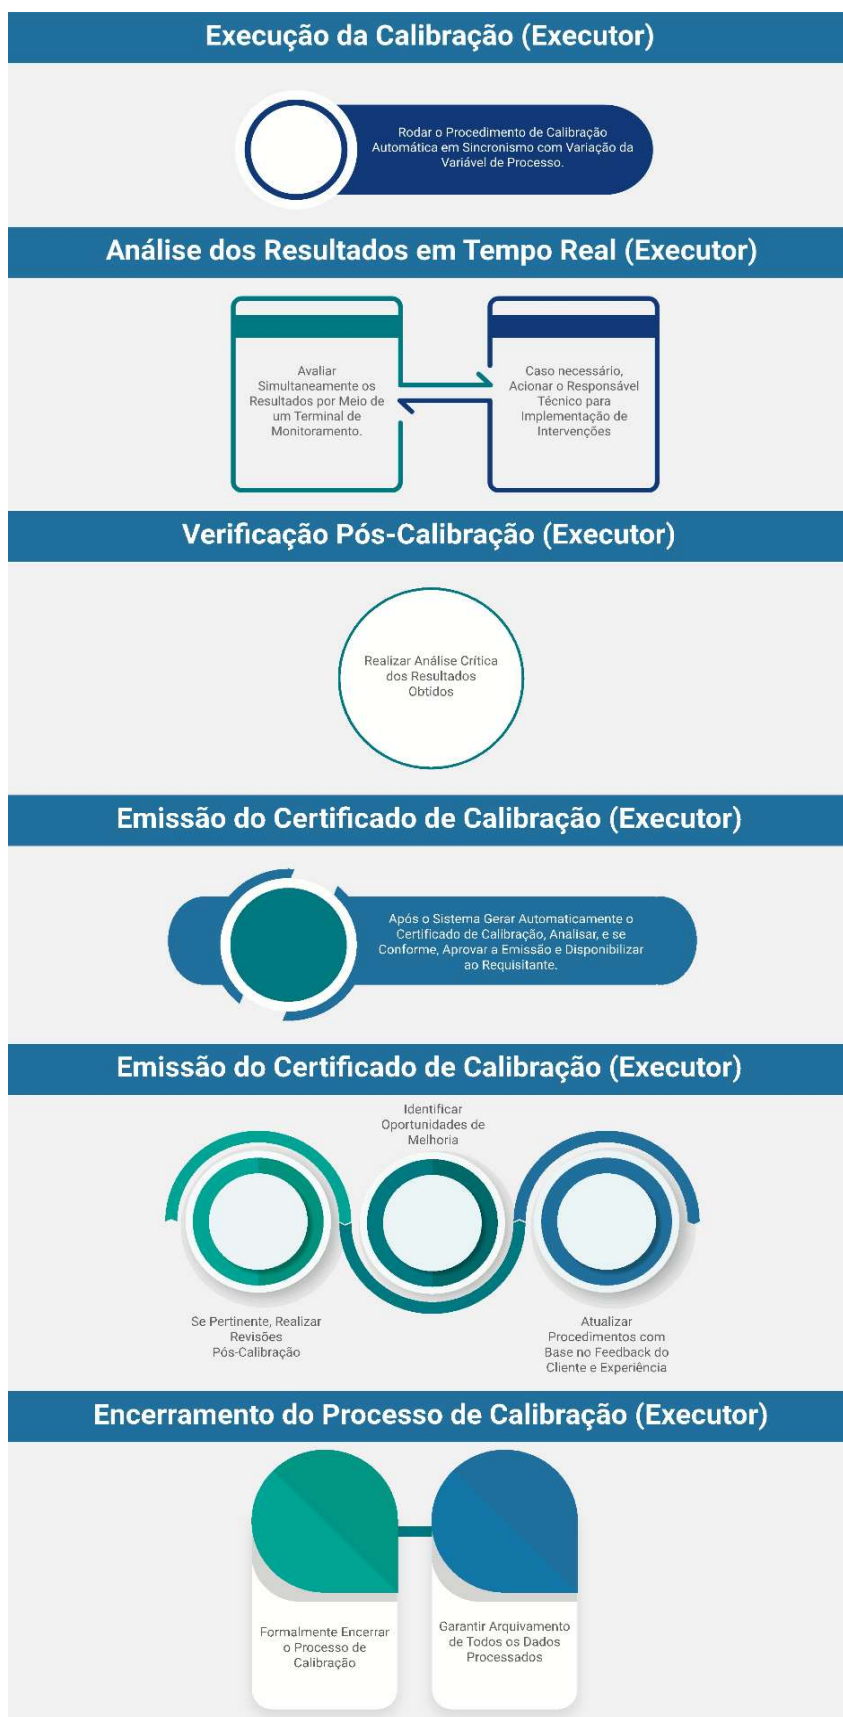 Execução da Calibração (Executor)
Rodar o Procedimento de Calibração
Automática em Sincronismo com Variação da
Variável de Processo.
Análise dos Resultados em Tempo Real (Executor)
Avaliar
Simultaneamente os
Resultados por Meio de
um Terminal de
Monitoramento.
Caso necessário,
Acionar o Responsável
Técnico para
Implementação de
Intervenções
Verificação Pós-Calibração (Executor)
Realizar Análise Crítica
dos Resultados
Obtidos
Emissão do Certificado de Calibração (Executor)
Após o Sistema Gerar Automaticamente o
Certificado de Calibração, Analisar, e se
Conforme, Aprovar a Emissão e Disponibilizar
ao Requisitante.
Emissão do Certificado de Calibração (Executor)
Identificar
Oportunidades de
Melhoria
Se Pertinente, Realizar
Revisões
Pós-Calibração
Atualizar
Procedimentos com
Base no Feedback do
Cliente e Experiência
Encerramento do Processo de Calibração (Executor)
Formalmente Encerrar
o Processo de
Calibração
Garantir Arquivamento
de Todos os Dados
Processados